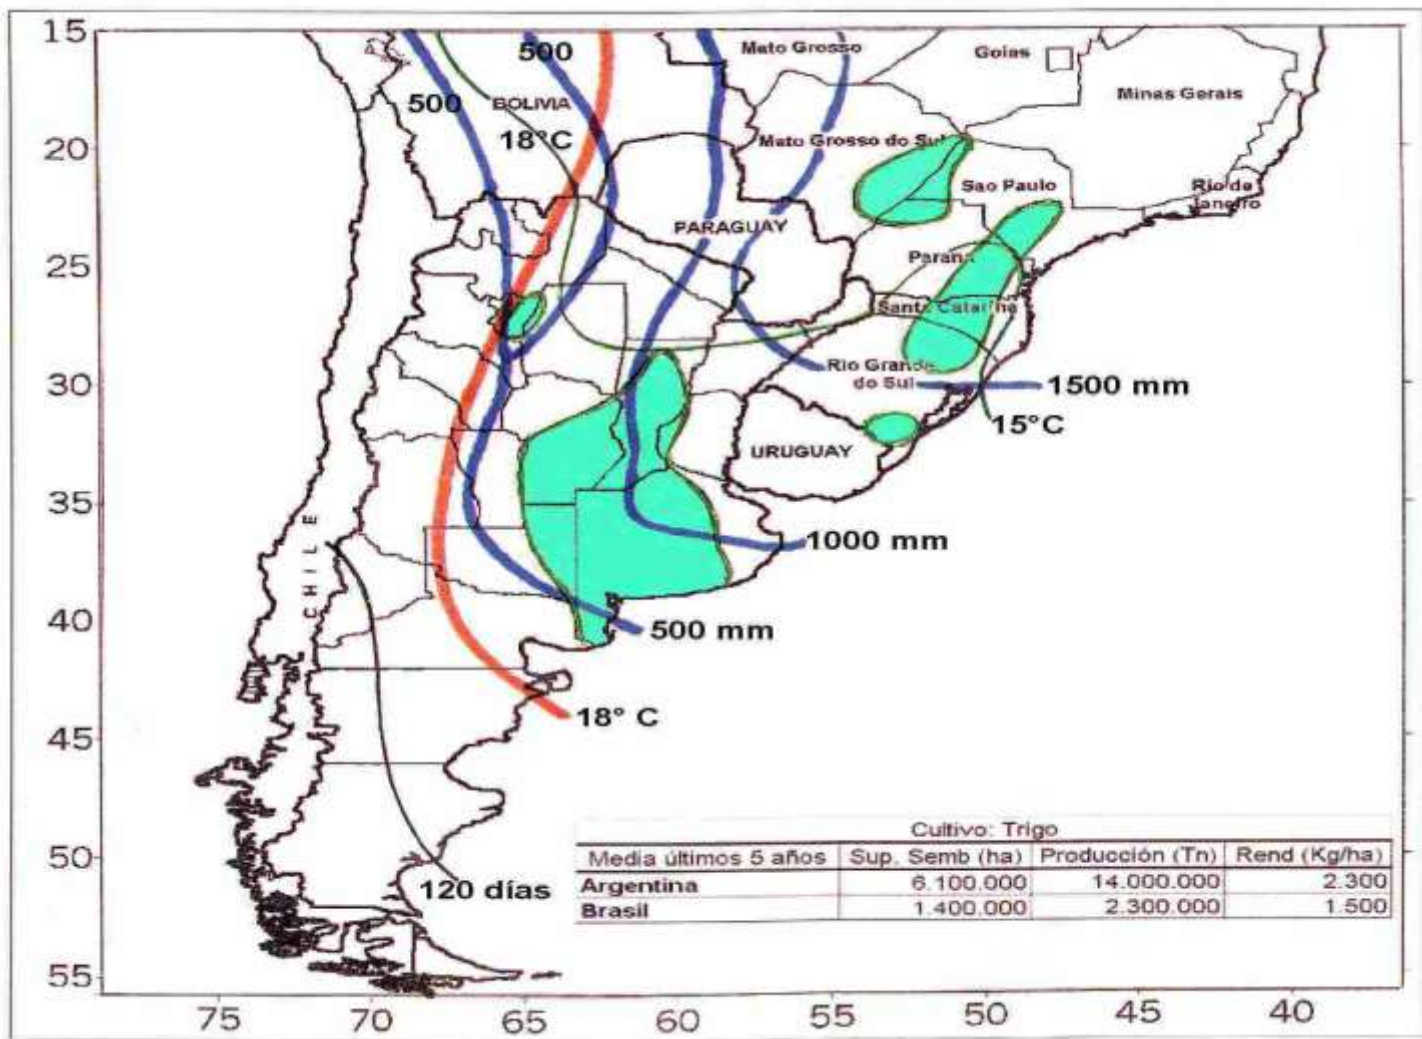 15
20
25
30
35
40
45
50
55
500
500
BOLIVIA
18°C
Mato Grosso
Goias
Minas Gerais
Mato Grosso do Sul
Sao Paulo
Rio de
Janeiro
PARAGUAY
Parana
Santa Catarina
Rio Grande
do Sul
1500 mm
15°C
URUGUAY
1000 mm
CHILE
500 mm
18° C
120 días
Cultivo: Trigo
Media últimos 5 años Sup. Semb (ha) Producción (Tn) Rend (Kg/ha)
Argentina 6.100.000 14.000.000 2.300
Brasil 1.400.000 2.300.000 1.500
75 70 65 60 55 50 45 40